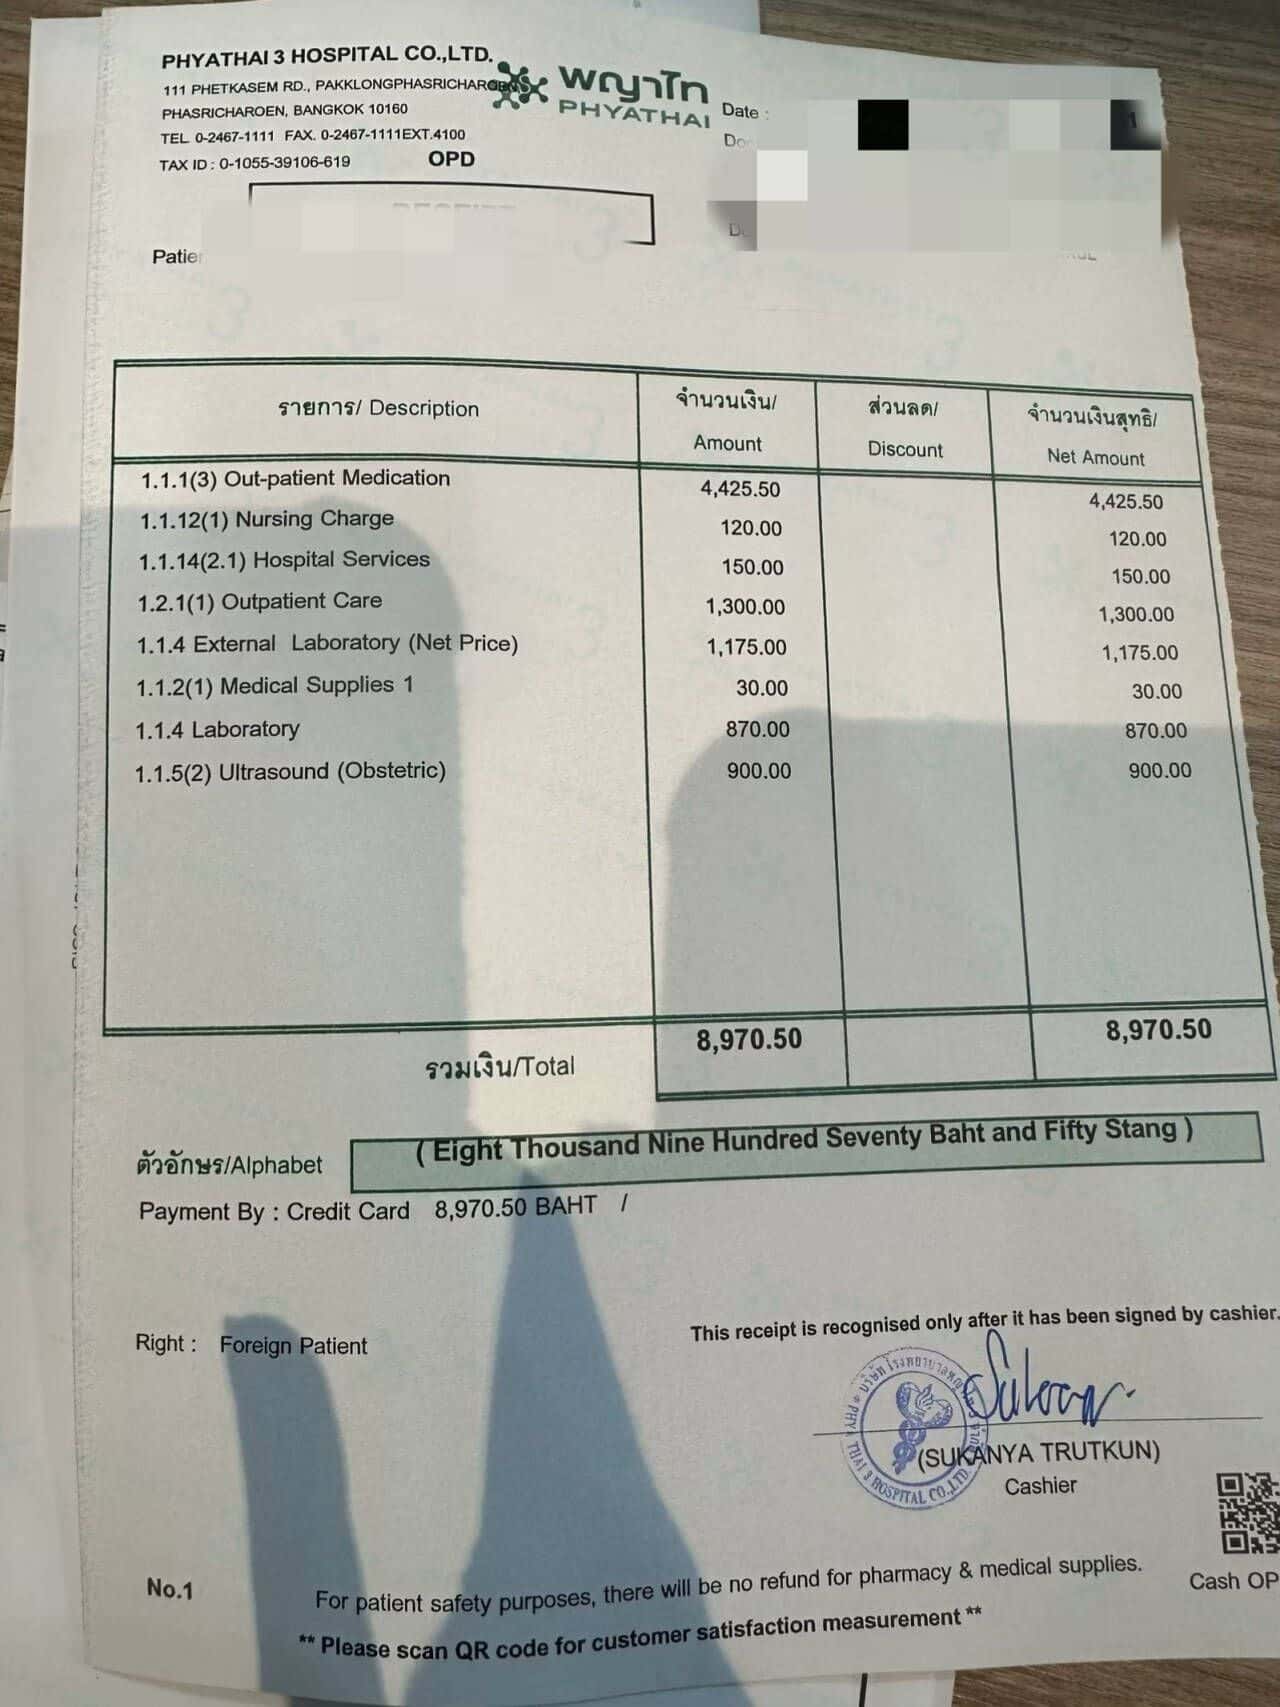 PHYATHAI 3 HOSPITAL CO.,LTD.
111 PHETKASEM RD., PAKKLONGPHASRICHAROEN
PHASRICHAROEN, BANGKOK 10160
TEL. 0-2467-1111 FAX. 0-2467-1111EXT.4100
TAX ID : 0-1055-39106-619
OPD
พญาไท
PHYATHAI
Date :
รายการ/ Description
จำนวนเงิน/ Amount
ส่วนลด/ Discount
จำนวนเงินสุทธิ/ Net Amount
1.1.1(3) Out-patient Medication 4,425.50 4,425.50
1.1.12(1) Nursing Charge 120.00 120.00
1.1.14(2.1) Hospital Services 150.00 150.00
1.2.1(1) Outpatient Care 1,300.00 1,300.00
1.1.4 External Laboratory (Net Price) 1,175.00 1,175.00
1.1.2(1) Medical Supplies 1 30.00 30.00
1.1.4 Laboratory 870.00 870.00
1.1.5(2) Ultrasound (Obstetric) 900.00 900.00
รวมเงิน/Total 8,970.50 8,970.50
ตัวอักษร/Alphabet ( Eight Thousand Nine Hundred Seventy Baht and Fifty Stang )
Payment By : Credit Card 8,970.50 BAHT /
Right : Foreign Patient
This receipt is recognised only after it has been signed by cashier.
PHYATHAI 3 HOSPITAL CO.,LTD.
(SUKANYA TRUTKUN)
Cashier
Cash OP
No.1
For patient safety purposes, there will be no refund for pharmacy & medical supplies.
** Please scan QR code for customer satisfaction measurement **